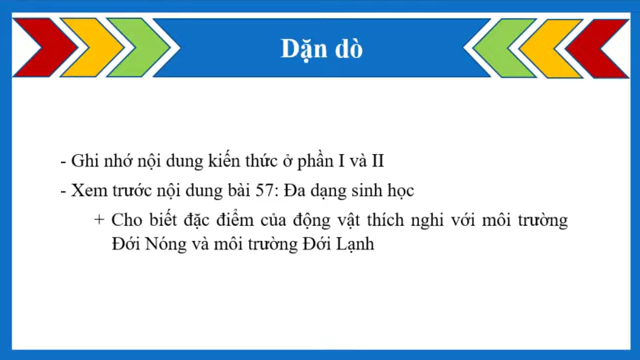 Dặn dò
- Ghi nhớ nội dung kiến thức ở phần I và II
- Xem trước nội dung bài 57: Đa dạng sinh học
+ Cho biết đặc điểm của động vật thích nghi với môi trường
Đới Nóng và môi trường Đới Lạnh